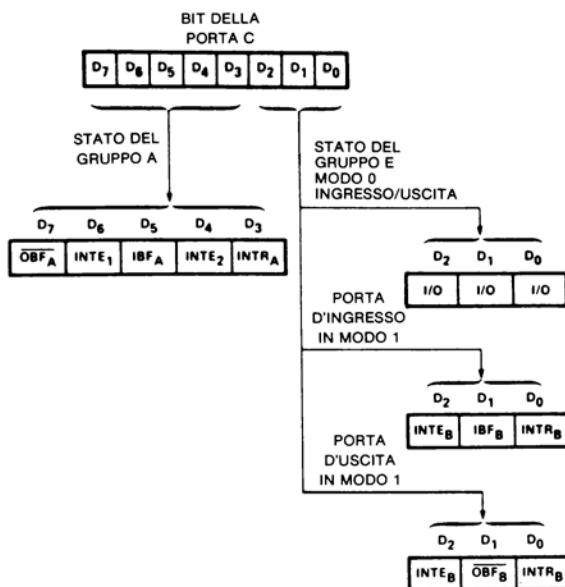 BIT DELLA
PORTA C
D7 D6 D5 D4 D3 D2 D1 D0
STATO DEL
GRUPPO A
STATO DEL
GRUPPO E
MODO 0
INGRESSO/USCITA
D7 D6 D5 D4 D3
O̅B̅F̅A INTE1 IBFA INTE2 INTRA
D2 D1 D0
I/O I/O I/O
PORTA
D'INGRESSO
IN MODO 1
D2 D1 D0
INTEB IBFB INTRB
PORTA
D'USCITA
IN MODO 1
D2 D1 D0
INTEB O̅B̅F̅B INTRB